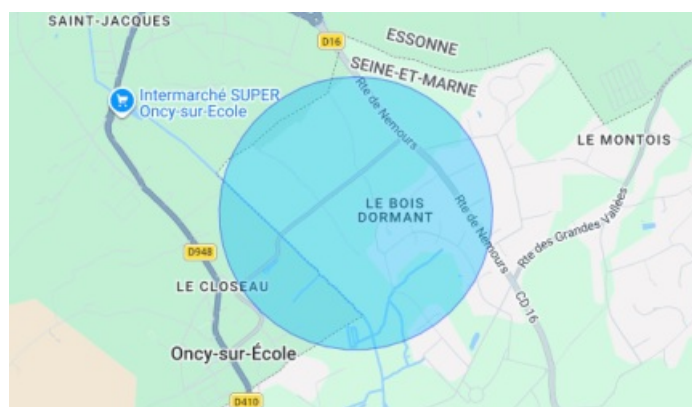 SAINT-JACQUES
D16
ESSONNE
SEINE-ET-MARNE
Intermarché SUPER
Oncy-sur-Ecole
Rte de Nemours
LE MONTOIS
LE BOIS
DORMANT
Rte de Nemours
Rte des Grandes Vallées
D948
LE CLOSEAU
CD 16
Oncy-sur-École
D410